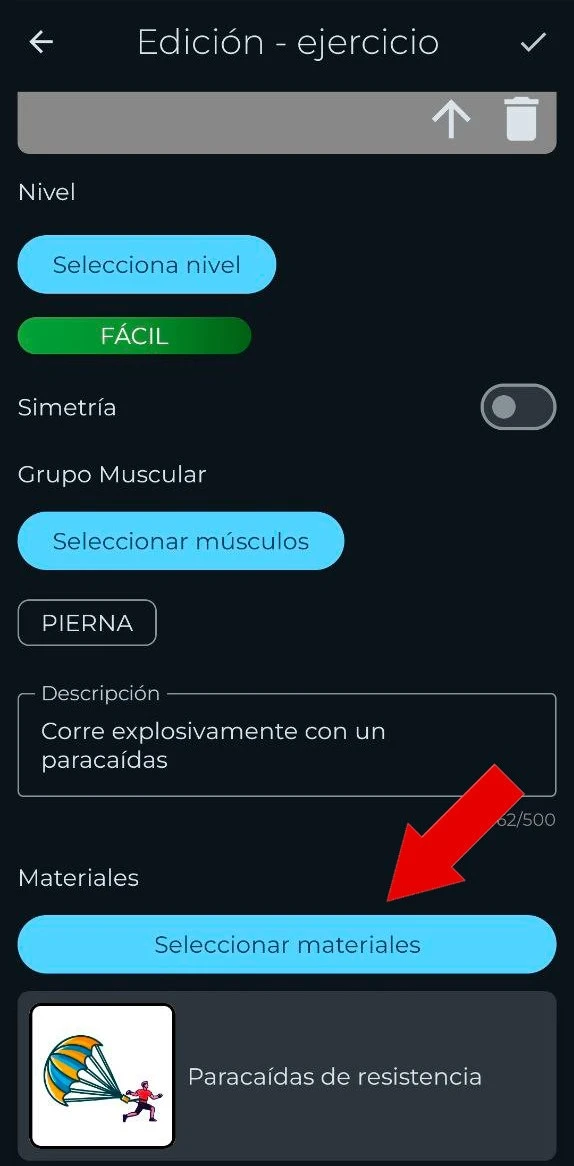 Edición - ejercicio
Nivel
Selecciona nivel
FÁCIL
Simetría
Grupo Muscular
Seleccionar músculos
PIERNA
Descripción
Corre explosivamente con un
paracaídas
62/500
Materiales
Seleccionar materiales
Paracaídas de resistencia